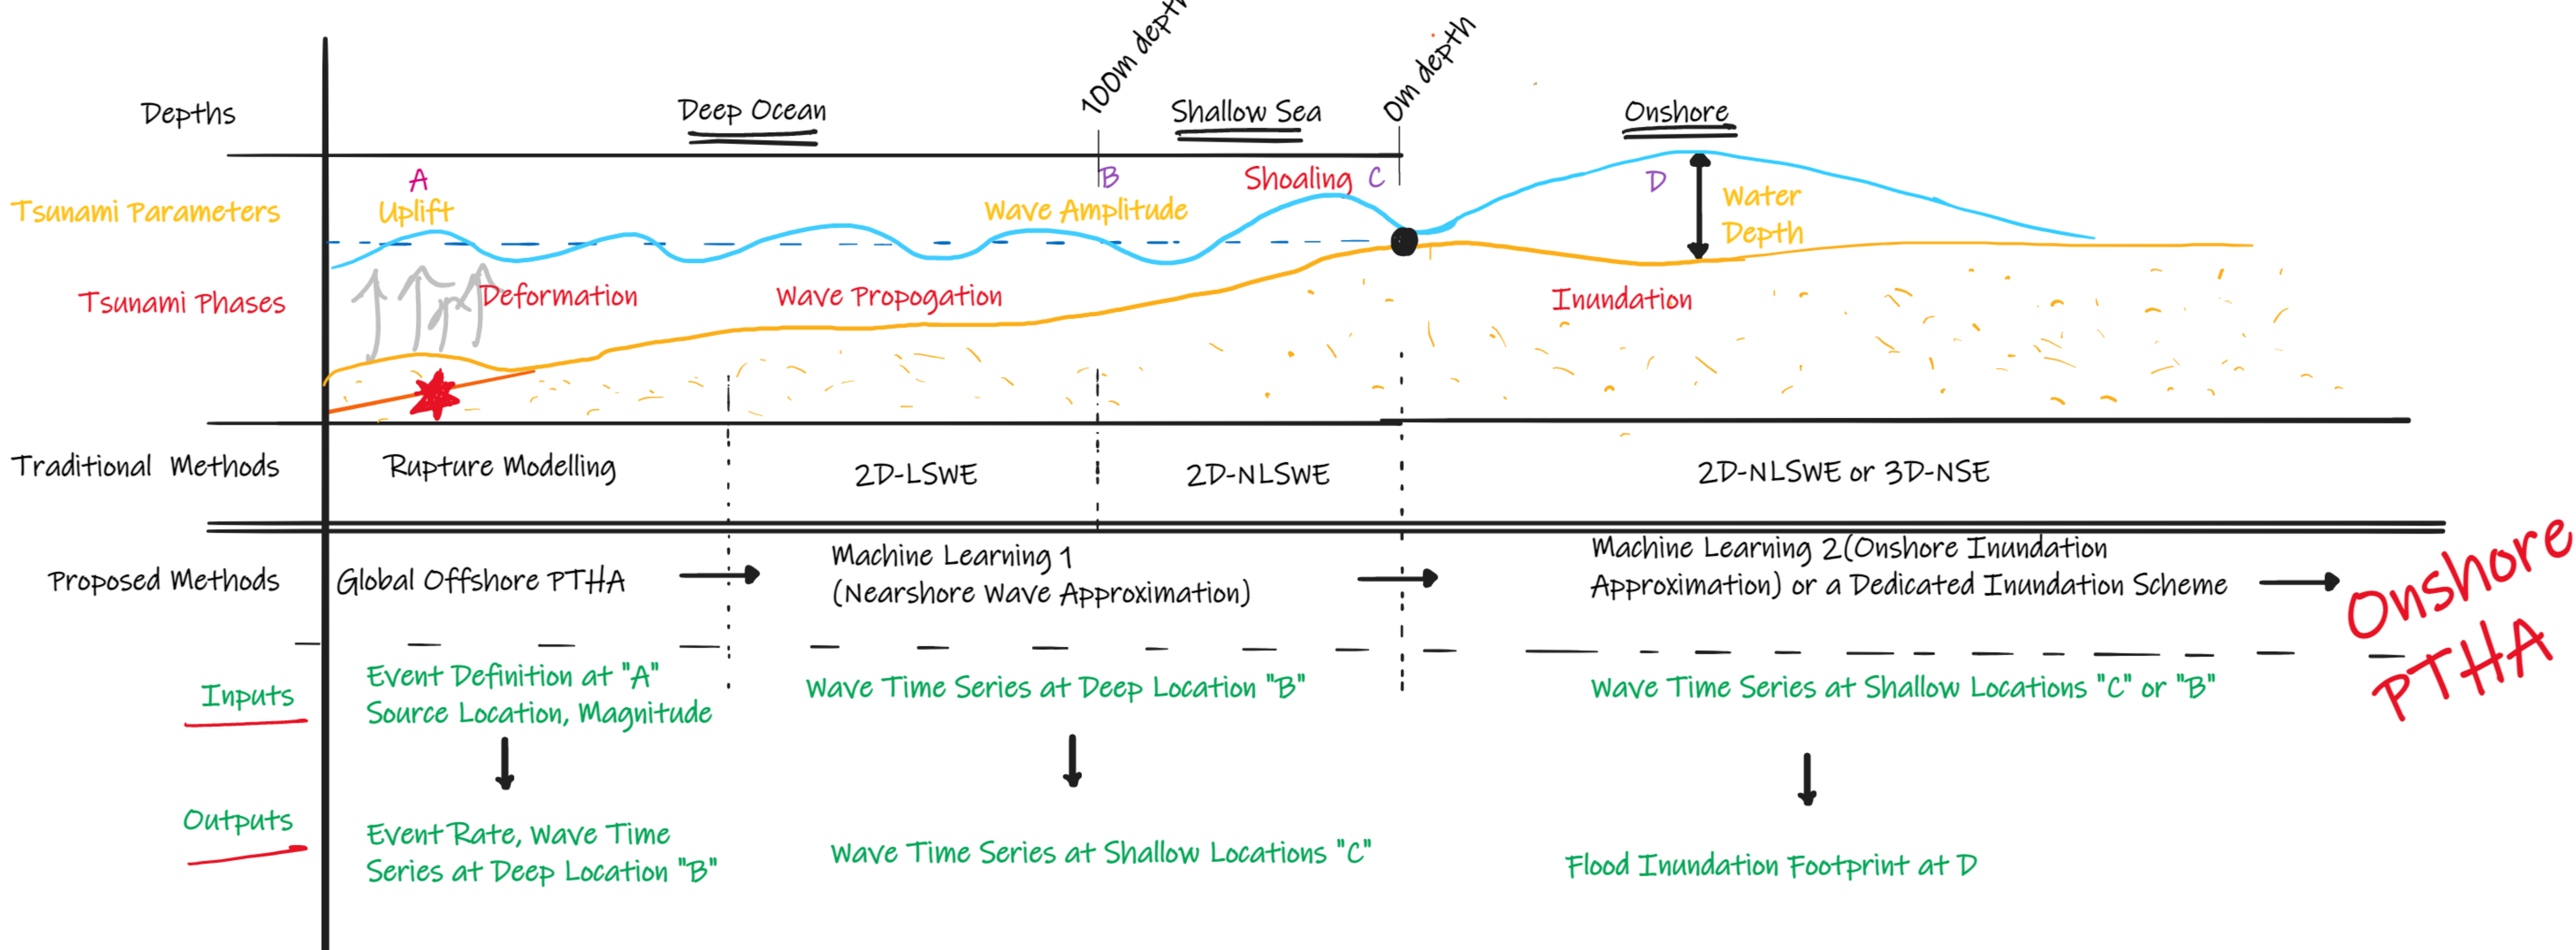 100m depth
0m depth
Depths
Deep Ocean
Shallow Sea
Onshore
A
B
Shoaling C
D
Tsunami Parameters
Uplift
Wave Amplitude
Water
Depth
Tsunami Phases
Deformation
Wave Propogation
Inundation
Traditional Methods
Rupture Modelling
2D-LSWE
2D-NLSWE
2D-NLSWE or 3D-NSE
Proposed Methods
Global Offshore PTHA
Machine Learning 1
(Nearshore Wave Approximation)
Machine Learning 2(Onshore Inundation
Approximation) or a Dedicated Inundation Scheme
Onshore
PTHA
Inputs
Event Definition at "A"
Source Location, Magnitude
Wave Time Series at Deep Location "B"
Wave Time Series at Shallow Locations "C" or "B"
Outputs
Event Rate, Wave Time
Series at Deep Location "B"
Wave Time Series at Shallow Locations "C"
Flood Inundation Footprint at D